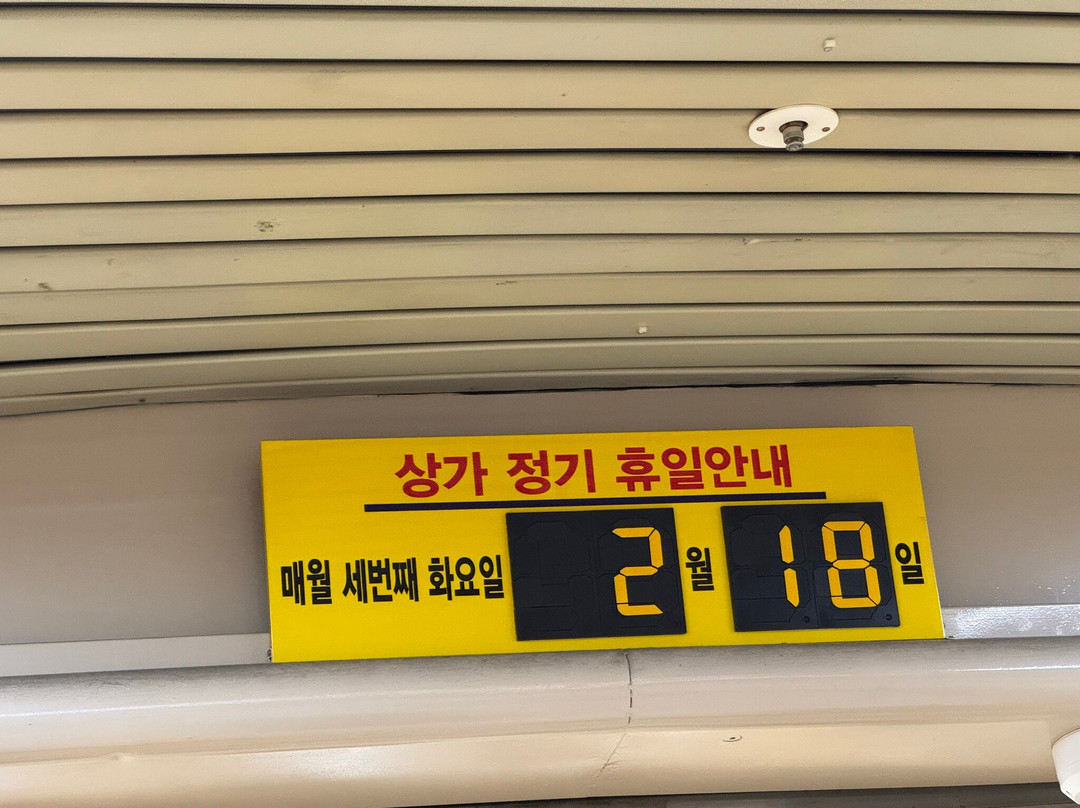 상가 정기 휴일안내
매월 세번째 화요일 2 월 18 일